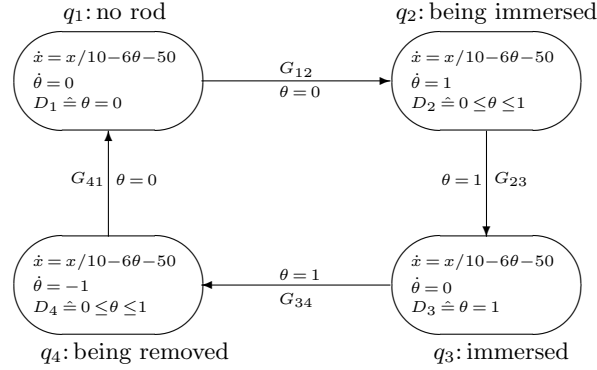 q₁: no rod
q₂: being immersed
ẋ = x/10−6θ−50
θ̇ = 0
D₁ ≙ θ = 0
G₁₂
θ=0
ẋ = x/10−6θ−50
θ̇ = 1
D₂ ≙ 0 ≤θ ≤1
G₄₁ θ=0
θ=1 G₂₃
ẋ = x/10−6θ−50
θ̇ = −1
D₄ ≙ 0 ≤θ ≤1
θ=1
G₃₄
ẋ = x/10−6θ−50
θ̇ = 0
D₃ ≙ θ = 1
q₄: being removed
q₃: immersed